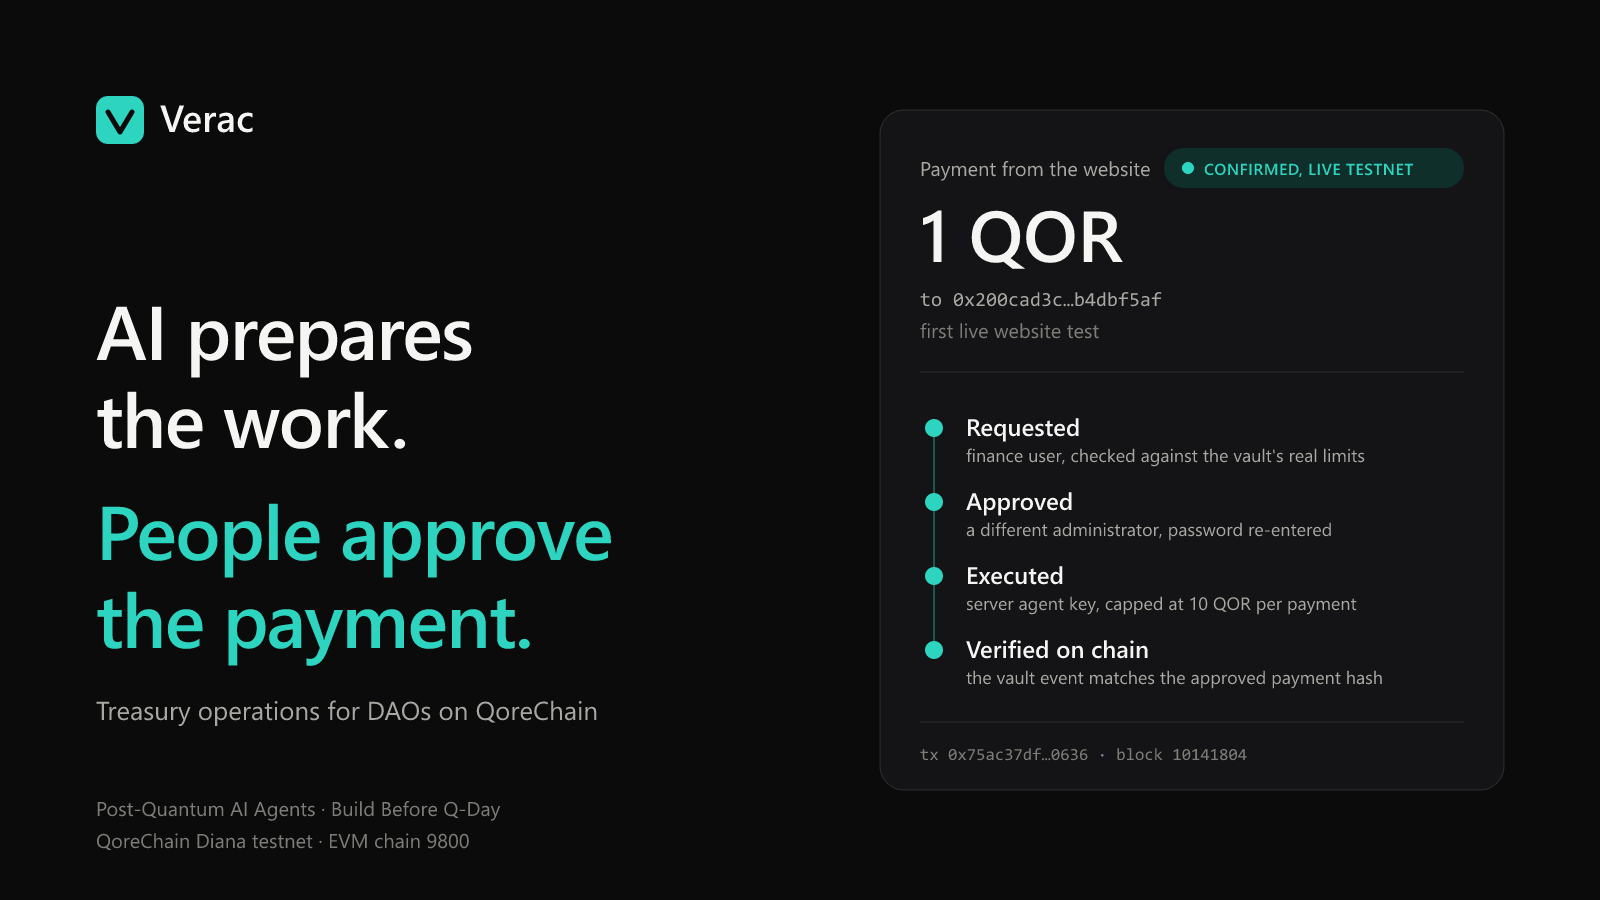 Verac
AI prepares
the work.
People approve
the payment.
Treasury operations for DAOs on QoreChain
Post-Quantum AI Agents · Build Before Q-Day
QoreChain Diana testnet · EVM chain 9800
Payment from the website
CONFIRMED, LIVE TESTNET
1 QOR
to 0x200cad3c…b4dbf5af
first live website test
Requested
finance user, checked against the vault's real limits
Approved
a different administrator, password re-entered
Executed
server agent key, capped at 10 QOR per payment
Verified on chain
the vault event matches the approved payment hash
tx 0x75ac37df…0636 · block 10141804